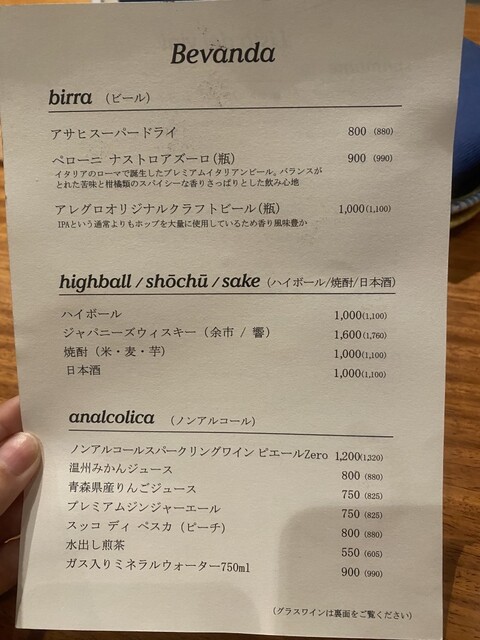 Bevanda
birra (ビール)
アサヒスーパードライ 800 (880)
ペローニ ナストロアズーロ(瓶) 900 (990)
イタリアのローマで誕生したプレミアムイタリアンビール。バランスが
とれた苦味と柑橘類のスパイシーな香りさっぱりとした飲み心地
アレグロオリジナルクラフトビール(瓶) 1,000(1,100)
IPAという通常よりもホップを大量に使用しているため香り風味豊か
highball / shōchū / sake (ハイボール/焼酎/日本酒)
ハイボール 1,000(1,100)
ジャパニーズウィスキー (余市 / 響) 1,600(1,760)
焼酎 (米・麦・芋) 1,000(1,100)
日本酒 1,000(1,100)
analcolica (ノンアルコール)
ノンアルコールスパークリングワイン ピエールZero 1,200(1,320)
温州みかんジュース 800 (880)
青森県産りんごジュース 750 (825)
プレミアムジンジャーエール 750 (825)
スッコ ディ ペスカ (ピーチ) 800 (880)
水出し煎茶 550 (605)
ガス入りミネラルウォーター750ml 900 (990)
(グラスワインは裏面をご覧ください)